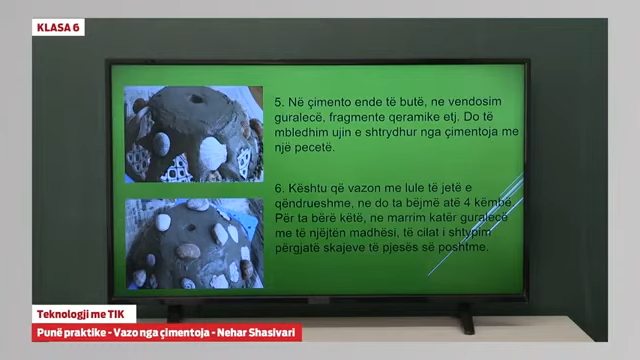 KLASA 6
5. Në çimento ende të butë, ne vendosim
guralecë, fragmente qeramike etj. Do të
mbledhim ujin e shtrydhur nga çimentoja me
një pecetë.
6. Kështu që vazon me lule të jetë e
qëndrueshme, ne do ta bëjmë atë 4 këmbë.
Për ta bërë këtë, ne marrim katër guralecë
me të njëjtën madhësi, të cilat i shtypim
përgjatë skajeve të pjesës së poshtme.
Teknologji me TIK
Punë praktike - Vazo nga çimentoja - Nehar Shasivari